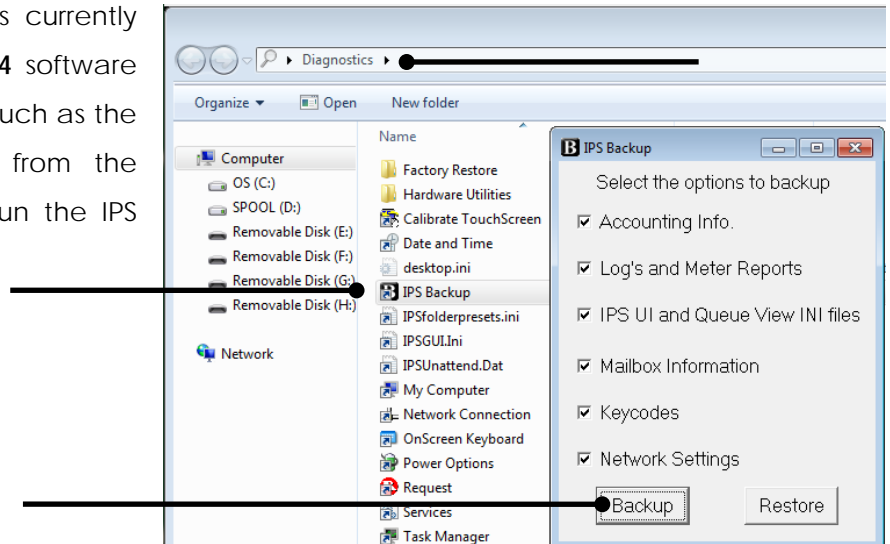 s currently
4 software
uch as the
from the
un the IPS
Diagnostics
Organize
Open
New folder
Computer
OS (C:)
SPOOL (D:)
Removable Disk (E:)
Removable Disk (F:)
Removable Disk (G:)
Removable Disk (H:)
Network
Name
Factory Restore
Hardware Utilities
Calibrate TouchScreen
Date and Time
desktop.ini
IPS Backup
IPSfolderpresets.ini
IPSGUI.Ini
IPSUnattend.Dat
My Computer
Network Connection
OnScreen Keyboard
Power Options
Request
Services
Task Manager
B IPS Backup
Select the options to backup
Accounting Info.
Log's and Meter Reports
IPS UI and Queue View INI files
Mailbox Information
Keycodes
Network Settings
Backup
Restore